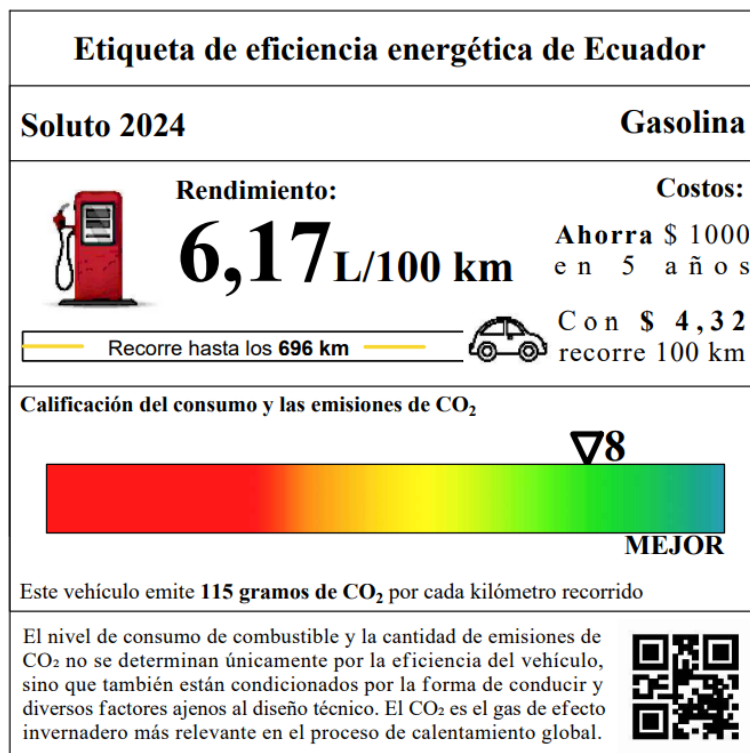 Etiqueta de eficiencia energética de Ecuador
Soluto 2024
Gasolina
Rendimiento:
6,17 L/100 km
Recorre hasta los 696 km
Costos:
Ahorra $ 1000
en 5 años
Con $ 4,32
recorre 100 km
Calificación del consumo y las emisiones de CO₂
8
MEJOR
Este vehículo emite 115 gramos de CO₂ por cada kilómetro recorrido
El nivel de consumo de combustible y la cantidad de emisiones de
CO₂ no se determinan únicamente por la eficiencia del vehículo,
sino que también están condicionados por la forma de conducir y
diversos factores ajenos al diseño técnico. El CO₂ es el gas de efecto
invernadero más relevante en el proceso de calentamiento global.